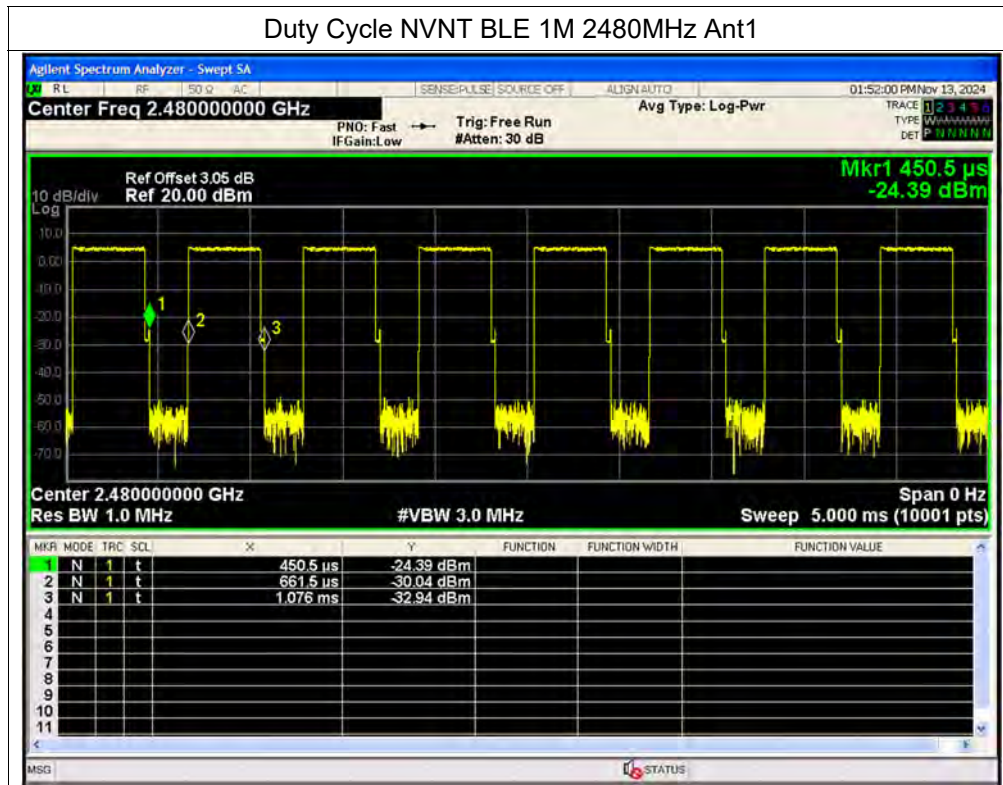 Duty Cycle NVNT BLE 1M 2480MHz Ant1
Agilent Spectrum Analyzer - Swept SA
RL RF 50 Ω AC SENSE:PULSE SOURCE OFF ALIGN AUTO 01:52:00 PM Nov 13, 2024
Center Freq 2.480000000 GHz
Avg Type: Log-Pwr
TRACE 1 2 3 4 5 6
PNO: Fast Trig: Free Run
TYPE W
IFGain:Low #Atten: 30 dB
DET P N N N N N
Mkr1 450.5 µs
-24.39 dBm
Ref Offset 3.05 dB
10 dB/div Ref 20.00 dBm
Log
10.0
0.00
-10.0
-20.0
-30.0
-40.0
-50.0
-60.0
-70.0
1
2
3
Center 2.480000000 GHz Span 0 Hz
Res BW 1.0 MHz #VBW 3.0 MHz Sweep 5.000 ms (10001 pts)
MKR MODE TRC SCL X Y FUNCTION FUNCTION WIDTH FUNCTION VALUE
1 N 1 t 450.5 µs -24.39 dBm
2 N 1 t 661.5 µs -30.04 dBm
3 N 1 t 1.076 ms -32.94 dBm
4
5
6
7
8
9
10
11
MSG STATUS